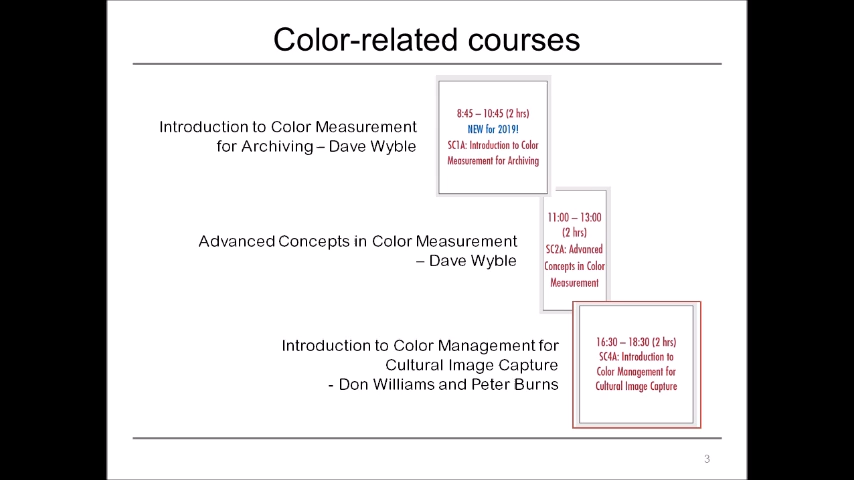 Color-related courses
Introduction to Color Measurement
for Archiving – Dave Wyble
8:45 – 10:45 (2 hrs)
NEW for 2019!
SC1A: Introduction to Color
Measurement for Archiving
Advanced Concepts in Color Measurement
– Dave Wyble
11:00 – 13:00
(2 hrs)
SC2A: Advanced
Concepts in Color
Measurement
Introduction to Color Management for
Cultural Image Capture
- Don Williams and Peter Burns
16:30 – 18:30 (2 hrs)
SC4A: Introduction to
Color Management for
Cultural Image Capture
3